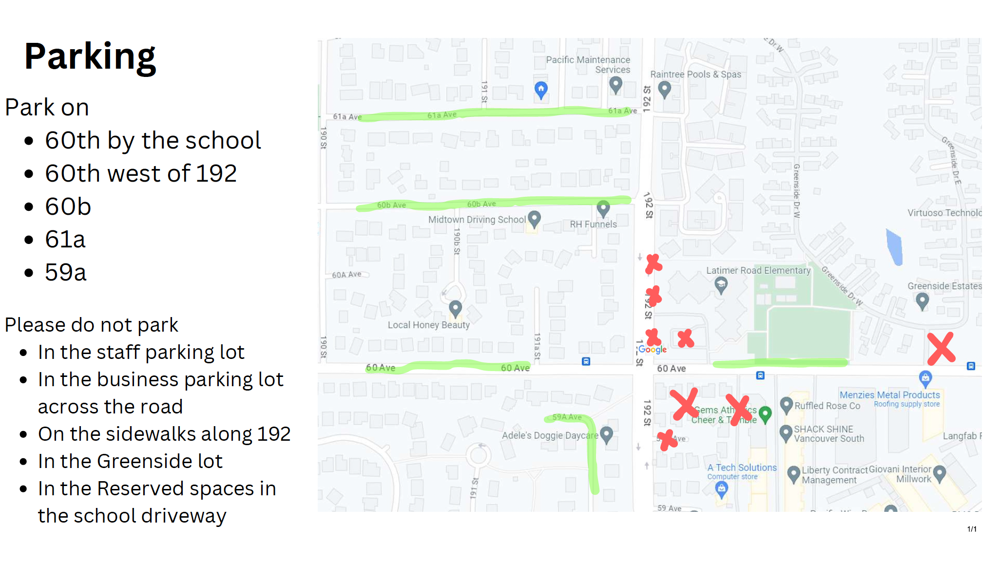 Parking
Park on
• 60th by the school
• 60th west of 192
• 60b
• 61a
• 59a
Please do not park
• In the staff parking lot
• In the business parking lot
across the road
• On the sidewalks along 192
• In the Greenside lot
• In the Reserved spaces in
the school driveway
Pacific Maintenance
Services
Raintree Pools & Spas
Dr W
191 St
192 St
61a Ave
61a Ave
61a Ave
190 St
Greenside Dr E
Greenside Dr W
60b Ave
60b Ave
192 St
Midtown Driving School
RH Funnels
Virtuoso Technolo
190b St
60A Ave
Latimer Road Elementary
Greenside Dr W
Greenside Estates
192 St
Local Honey Beauty
190 St
191a St
Google
St
60 Ave
60 Ave
60 Ave
Menzies Metal Products
Roofing supply store
192 St
Gems
Cheer &
Ruffled Rose Co
59A Ave
Adele's Doggie Daycare
Ave
SHACK SHINE
Vancouver South
Langfab
A Tech Solutions
Computer store
Liberty Contract
Management
Giovani Interior
Millwork
191 St
59 Ave
1/1